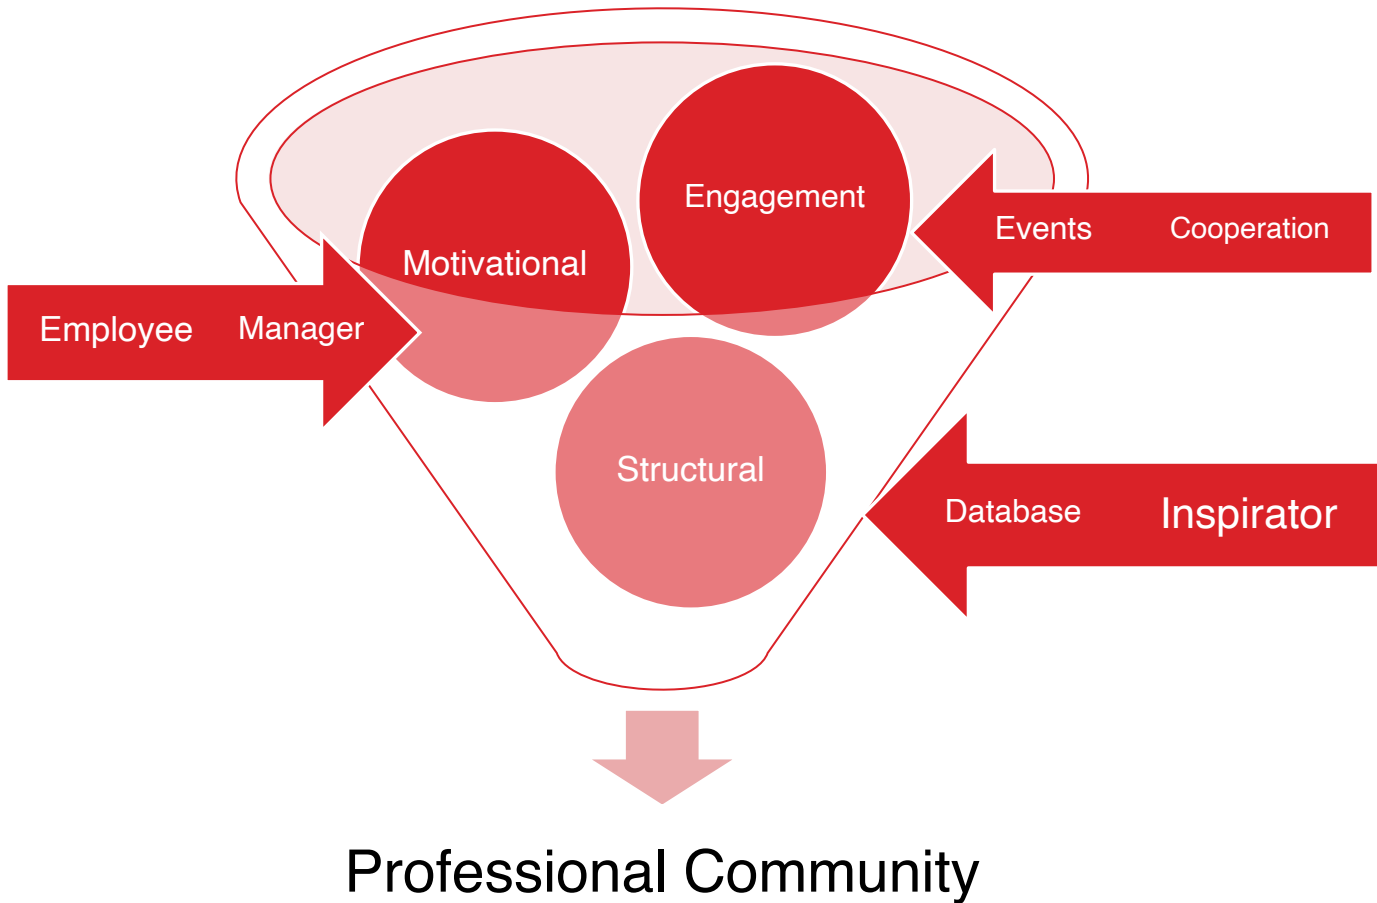 Engagement
Events
Cooperation
Motivational
Employee
Manager
Structural
Database
Inspirator
Professional Community